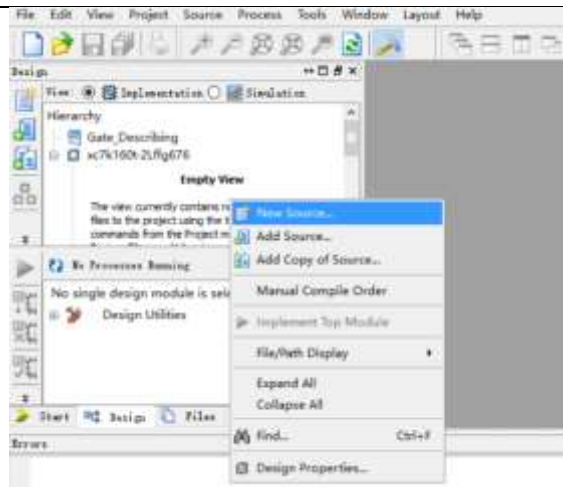 File Edit View Project Source Process Tools Window Layout Help
Design
View: Implementation Simulation
Hierarchy
Gate_Describing
xc7k160t-2Lffg676
Empty View
The view currently contains
files to the project using the
commands from the Project
No Processes Running
No single design module is
Design Utilities
Start Design Files
Errors
New Source...
Add Source...
Add Copy of Source...
Manual Compile Order
Implement Top Module
File/Path Display
Expand All
Collapse All
Find... Ctrl+F
Design Properties...